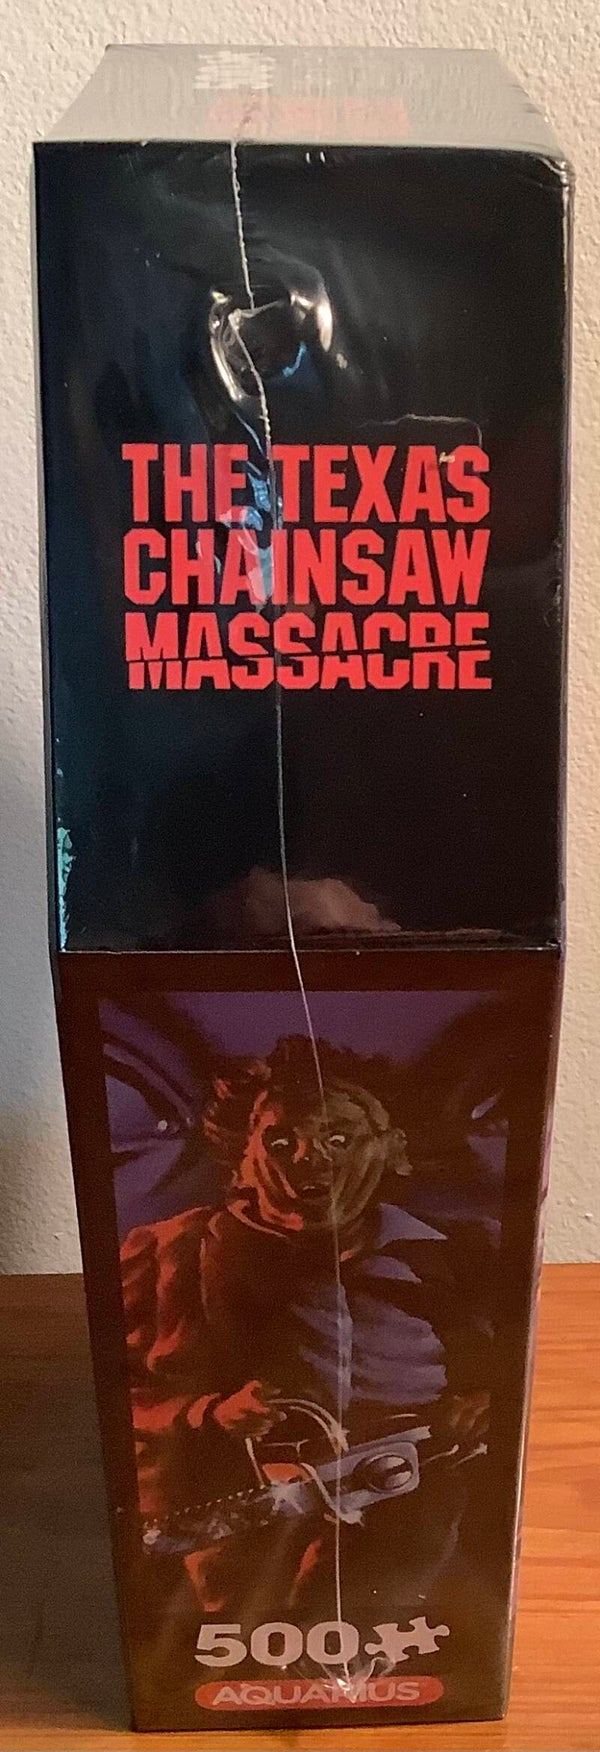 THE TEXAS
CHAINSAW
MASSACRE
500
AQUARIUS